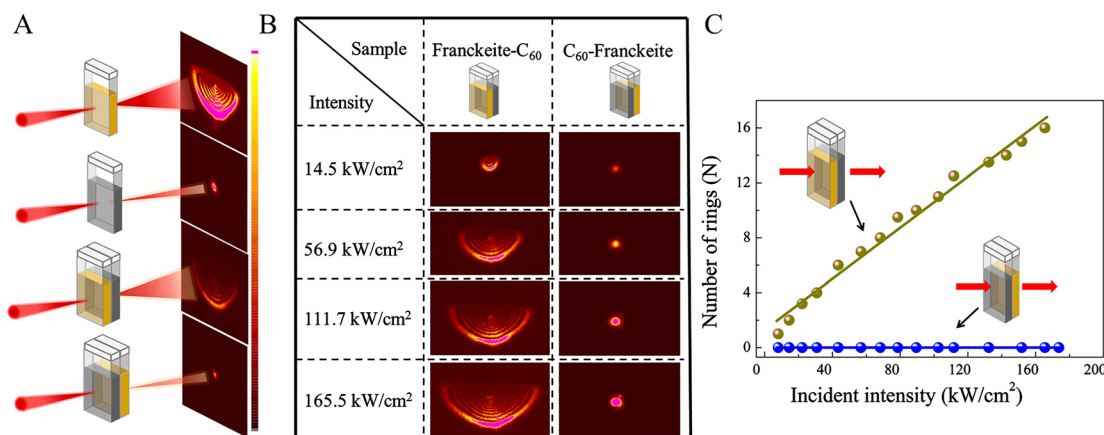 A
B
C
Sample
Intensity
Franckeite-C₆₀
C₆₀-Franckeite
14.5 kW/cm²
56.9 kW/cm²
111.7 kW/cm²
165.5 kW/cm²
Number of rings (N)
16
12
8
4
0
0 40 80 120 160 200
Incident intensity (kW/cm²)